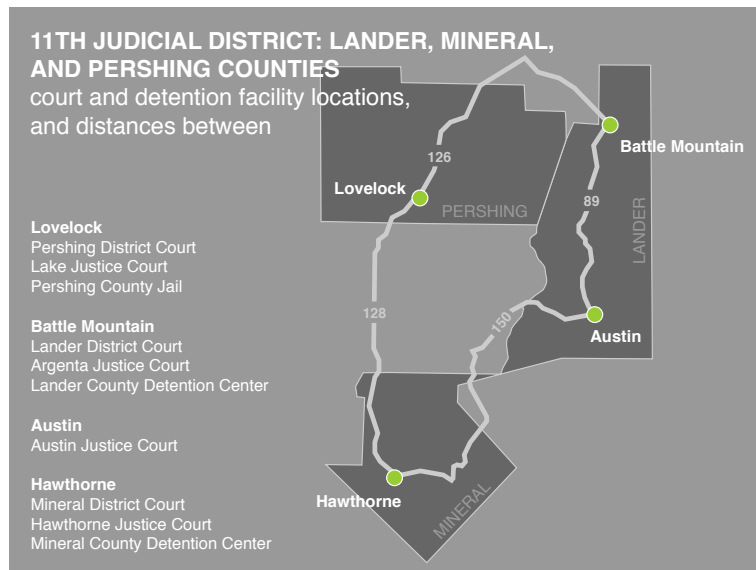 11TH JUDICIAL DISTRICT: LANDER, MINERAL,
AND PERSHING COUNTIES
court and detention facility locations,
and distances between
Lovelock
Pershing District Court
Lake Justice Court
Pershing County Jail
Battle Mountain
Lander District Court
Argenta Justice Court
Lander County Detention Center
Austin
Austin Justice Court
Hawthorne
Mineral District Court
Hawthorne Justice Court
Mineral County Detention Center
Battle Mountain
126
Lovelock
PERSHING
89
LANDER
128
150
Austin
Hawthorne
MINERAL